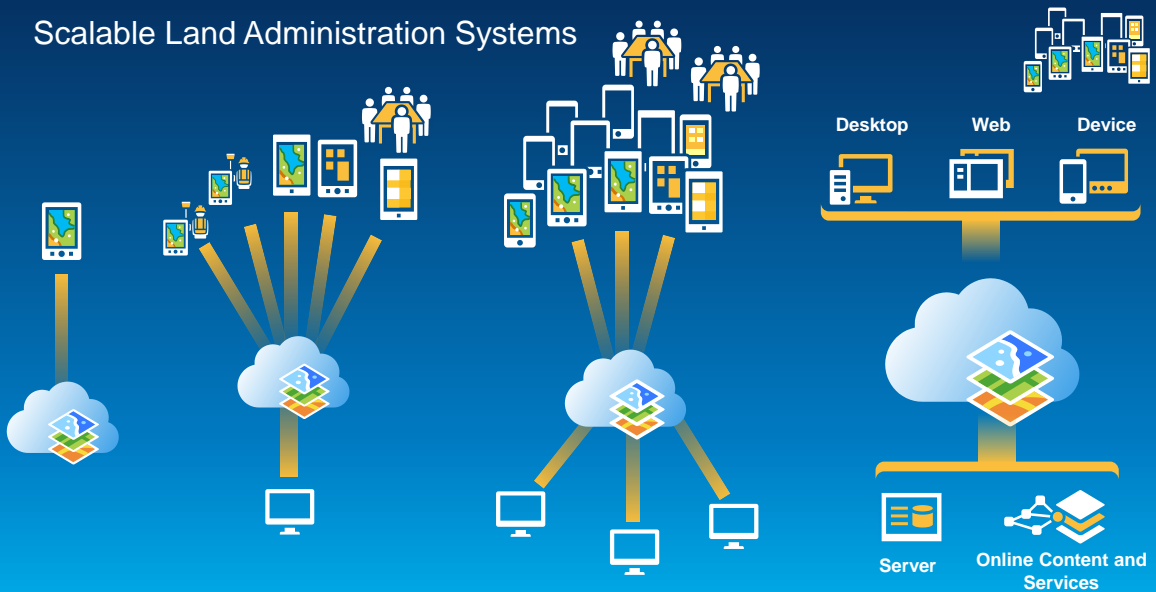 Scalable Land Administration Systems
Desktop
Web
Device
Server
Online Content and
Services